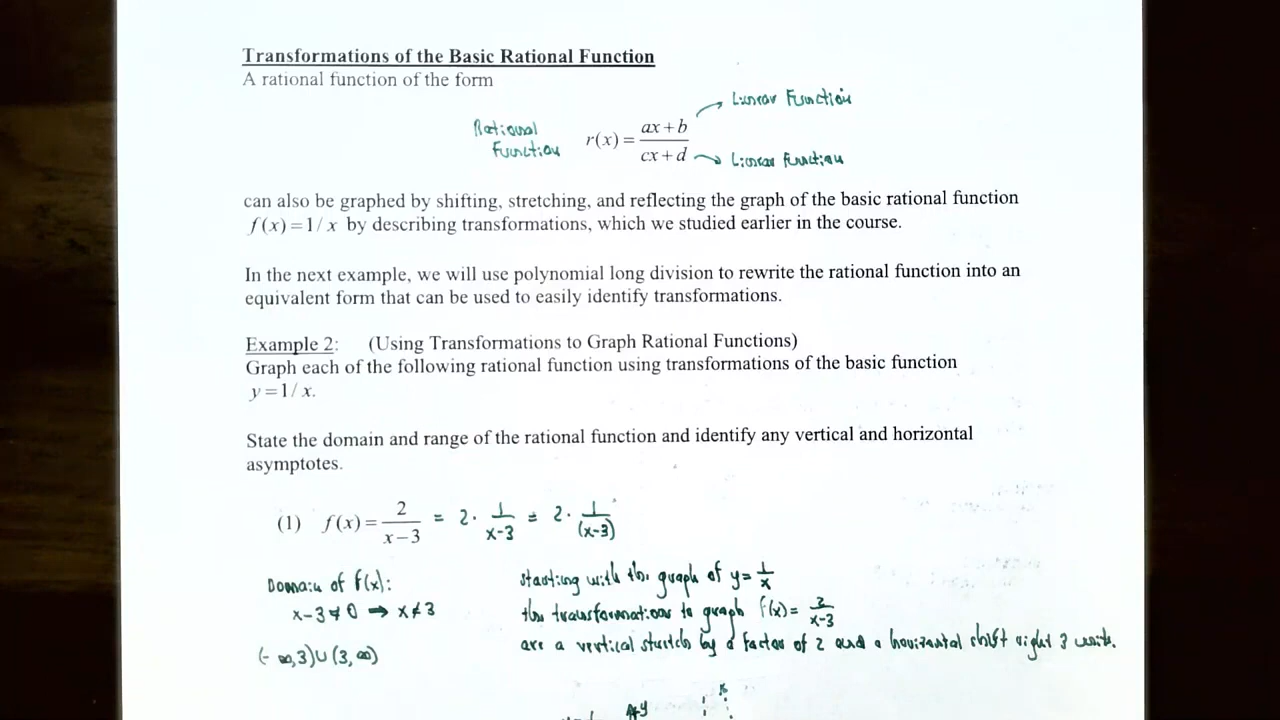 Transformations of the Basic Rational Function
A rational function of the form
Linear Function
Rational Function
r(x) = (ax + b)/(cx + d)
Linear Function
can also be graphed by shifting, stretching, and reflecting the graph of the basic rational function
f(x) = 1/x by describing transformations, which we studied earlier in the course.
In the next example, we will use polynomial long division to rewrite the rational function into an
equivalent form that can be used to easily identify transformations.
Example 2: (Using Transformations to Graph Rational Functions)
Graph each of the following rational function using transformations of the basic function
y = 1/x.
State the domain and range of the rational function and identify any vertical and horizontal
asymptotes.
(1) f(x) = 2/(x−3) = 2 · 1/(x−3) = 2 · 1/(x−3)
Domain of f(x):
x−3 ≠ 0 ⇒ x ≠ 3
(−∞,3) ∪ (3,∞)
starting with the graph of y = 1/x
the transformations to graph f(x) = 2/(x−3)
are a vertical stretch by a factor of 2 and a horizontal shift right 3 units.
y